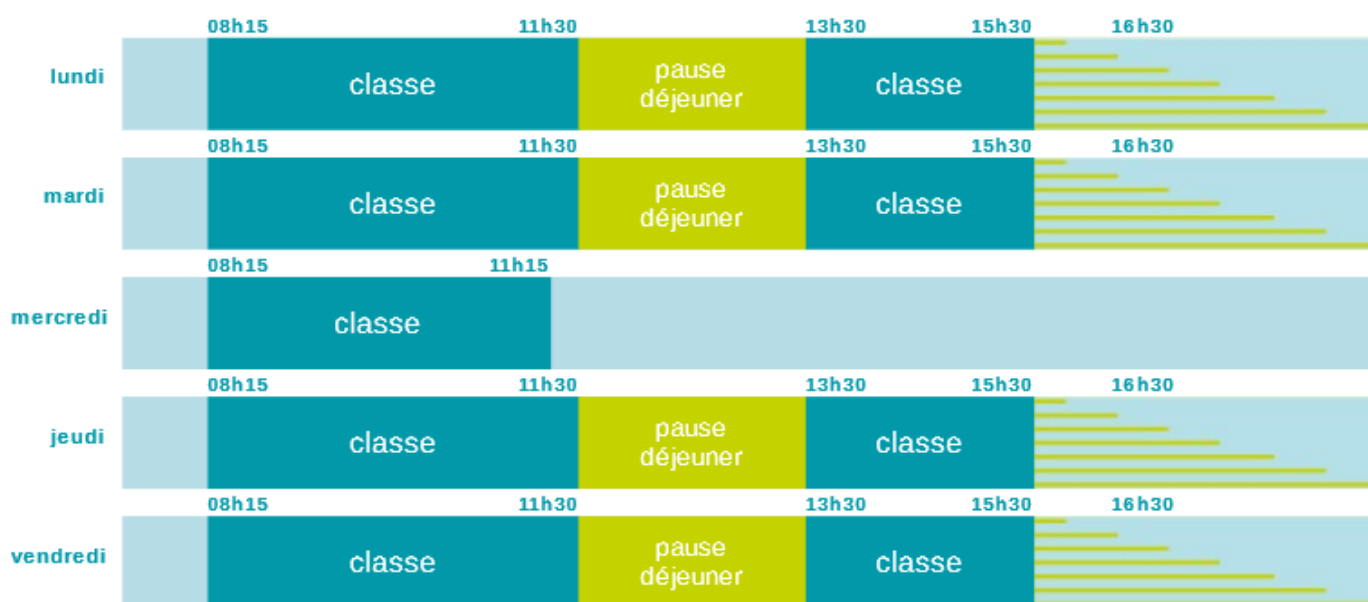 08h15 11h30 13h30 15h30 16h30
lundi classe pause déjeuner classe
08h15 11h30 13h30 15h30 16h30
mardi classe pause déjeuner classe
08h15 11h15
mercredi classe
08h15 11h30 13h30 15h30 16h30
jeudi classe pause déjeuner classe
08h15 11h30 13h30 15h30 16h30
vendredi classe pause déjeuner classe